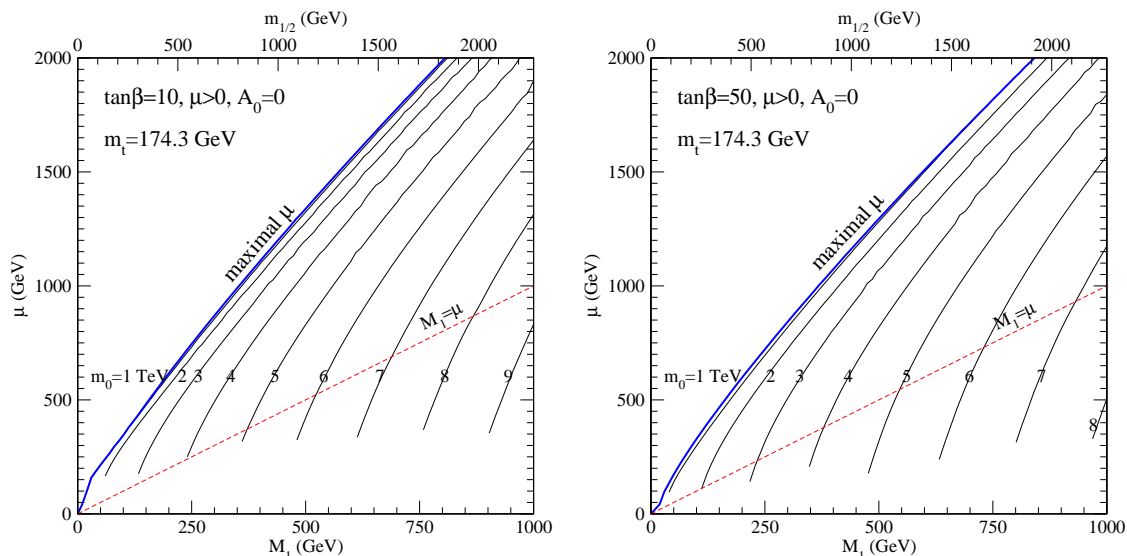 m1/2 (GeV)
0 500 1000 1500 2000
2000
1500
1000
500
0
μ (GeV)
tanβ=10, μ>0, A0=0
mt=174.3 GeV
maximal μ
M1=μ
m0=1 TeV 2 3 4 5 6 7 8 9
0 250 500 750 1000
M1 (GeV)
m1/2 (GeV)
0 500 1000 1500 2000
2000
1500
1000
500
0
μ (GeV)
tanβ=50, μ>0, A0=0
mt=174.3 GeV
maximal μ
M1=μ
m0=1 TeV 2 3 4 5 6 7
8
0 250 500 750 1000
M1 (GeV)